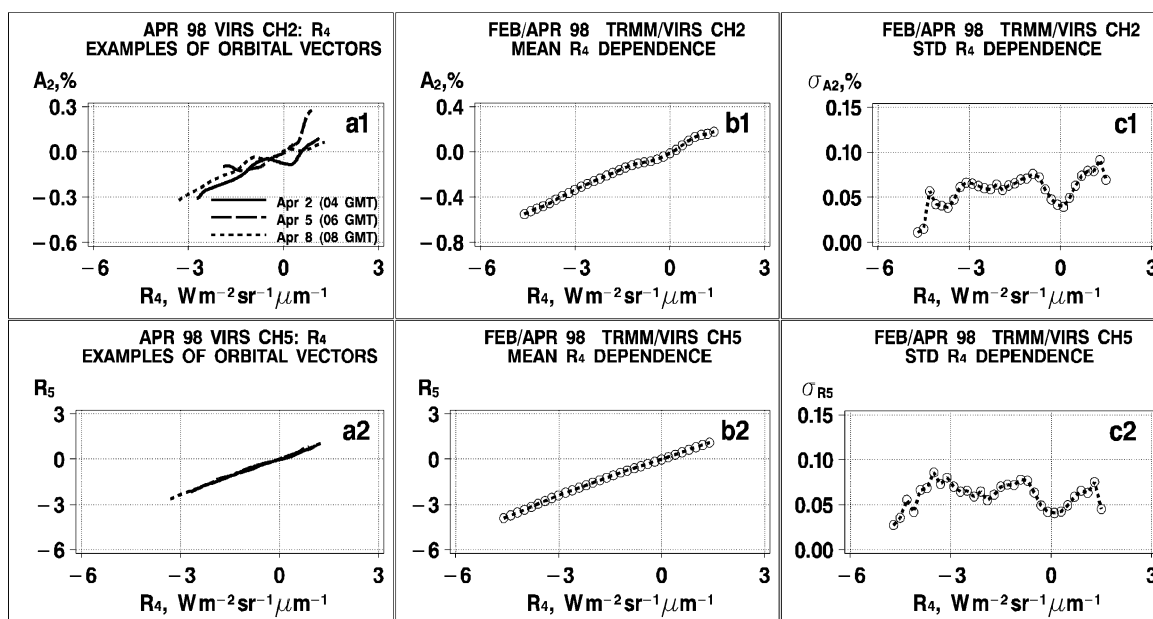 APR 98 VIRS CH2: R₄
EXAMPLES OF ORBITAL VECTORS
A₂,%
0.3
0.0
−0.3
−0.6
a1
Apr 2 (04 GMT)
Apr 5 (06 GMT)
Apr 8 (08 GMT)
−6 −3 0 3
R₄, Wm⁻²sr⁻¹μm⁻¹
FEB/APR 98 TRMM/VIRS CH2
MEAN R₄ DEPENDENCE
A₂,%
0.4
0.0
−0.4
−0.8
b1
−6 −3 0 3
R₄, Wm⁻²sr⁻¹μm⁻¹
FEB/APR 98 TRMM/VIRS CH2
STD R₄ DEPENDENCE
σA2,%
0.15
0.10
0.05
0.00
c1
−6 −3 0 3
R₄, Wm⁻²sr⁻¹μm⁻¹
APR 98 VIRS CH5: R₄
EXAMPLES OF ORBITAL VECTORS
R₅
3
0
−3
−6
a2
−6 −3 0 3
R₄, Wm⁻²sr⁻¹μm⁻¹
FEB/APR 98 TRMM/VIRS CH5
MEAN R₄ DEPENDENCE
R₅
3
0
−3
−6
b2
−6 −3 0 3
R₄, Wm⁻²sr⁻¹μm⁻¹
FEB/APR 98 TRMM/VIRS CH5
STD R₄ DEPENDENCE
σR5
0.15
0.10
0.05
0.00
c2
−6 −3 0 3
R₄, Wm⁻²sr⁻¹μm⁻¹